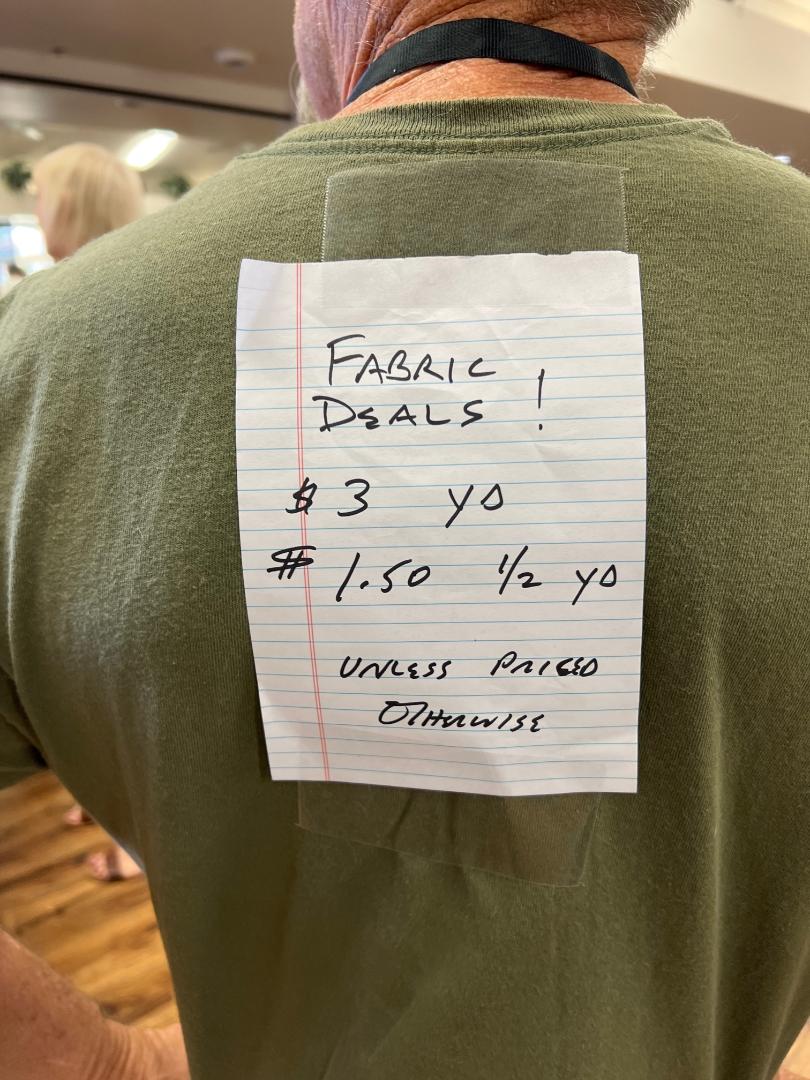 FABRIC
DEALS !
$ 3 YD
$ 1.50 1/2 YD
UNLESS PRICED
OTHERWISE